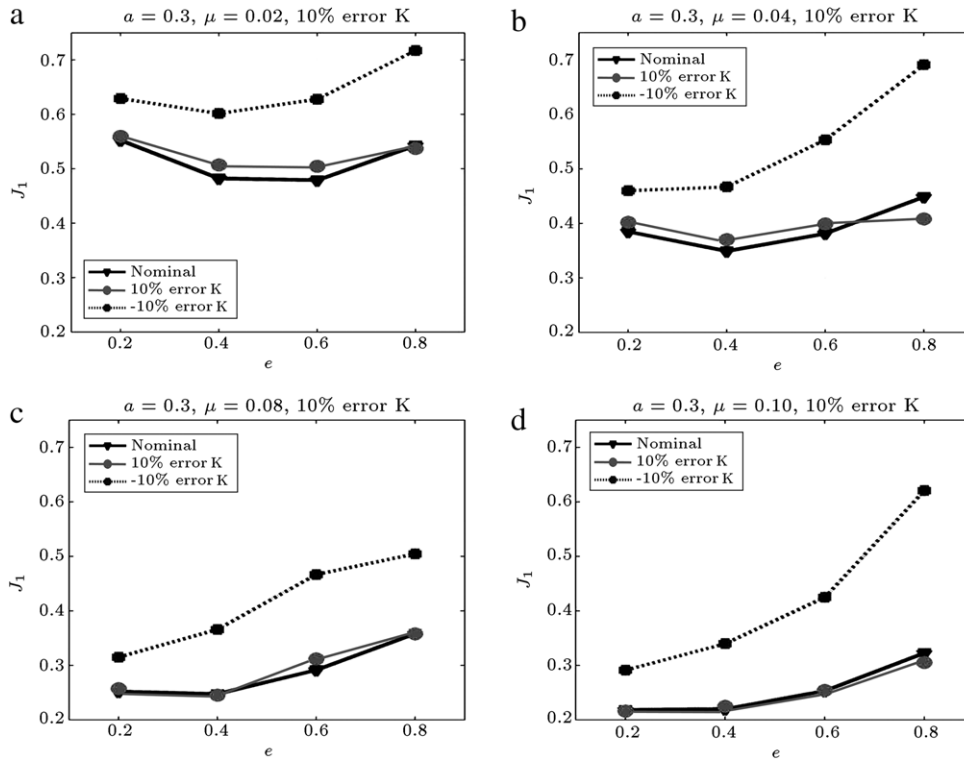 a
a = 0.3, μ = 0.02, 10% error K
0.7
0.6
0.5
0.4
0.3
0.2
J₁
Nominal
10% error K
-10% error K
0.2 0.4 0.6 0.8
e
b
a = 0.3, μ = 0.04, 10% error K
0.7
0.6
0.5
0.4
0.3
0.2
J₁
Nominal
10% error K
-10% error K
0.2 0.4 0.6 0.8
e
c
a = 0.3, μ = 0.08, 10% error K
0.7
0.6
0.5
0.4
0.3
0.2
J₁
Nominal
10% error K
-10% error K
0.2 0.4 0.6 0.8
e
d
a = 0.3, μ = 0.10, 10% error K
0.7
0.6
0.5
0.4
0.3
0.2
J₁
Nominal
10% error K
-10% error K
0.2 0.4 0.6 0.8
e